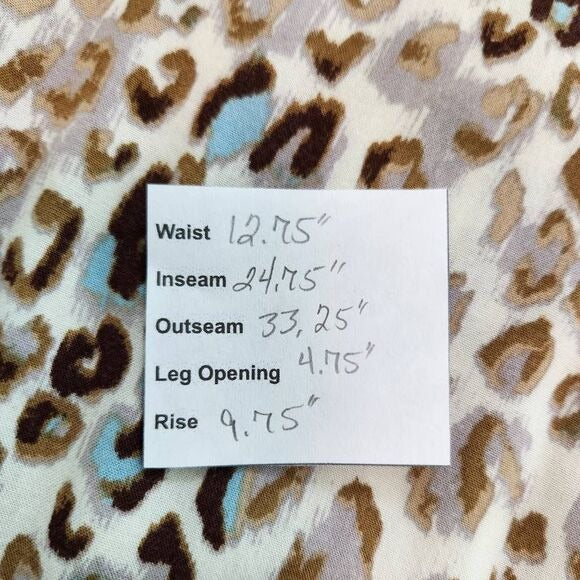 Waist 12.75"
Inseam 24.75"
Outseam 33.25"
Leg Opening 4.75"
Rise 9.75"